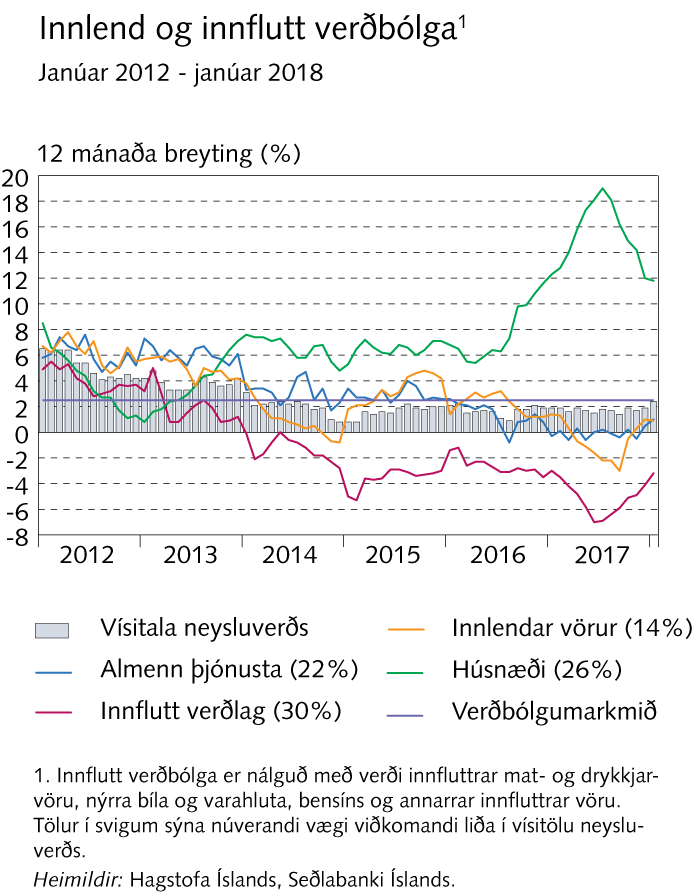 Innlend og innflutt verðbólga¹
Janúar 2012 - janúar 2018
12 mánaða breyting (%)
20
18
16
14
12
10
8
6
4
2
0
-2
-4
-6
-8
2012 2013 2014 2015 2016 2017
Vísitala neysluverðs
Innlendar vörur (14%)
Almenn þjónusta (22%)
Húsnæði (26%)
Innflutt verðlag (30%)
Verðbólgumarkmið
1. Innflutt verðbólga er nálguð með verði innfluttrar mat- og drykkjar-
vöru, nýrra bíla og varahluta, bensíns og annarrar innfluttrar vöru.
Tölur í svigum sýna núverandi vægi viðkomandi liða í vísitölu neyslu-
verðs.
Heimildir: Hagstofa Íslands, Seðlabanki Íslands.